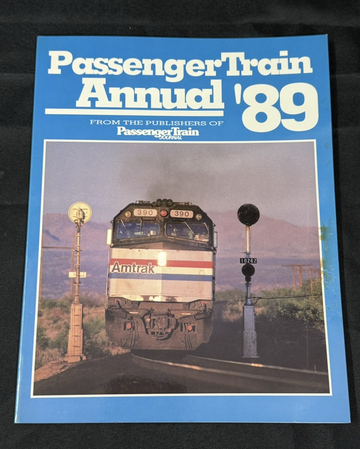 PassengerTrain
Annual '89
FROM THE PUBLISHERS OF
PassengerTrain
JOURNAL
390 390
Amtrak